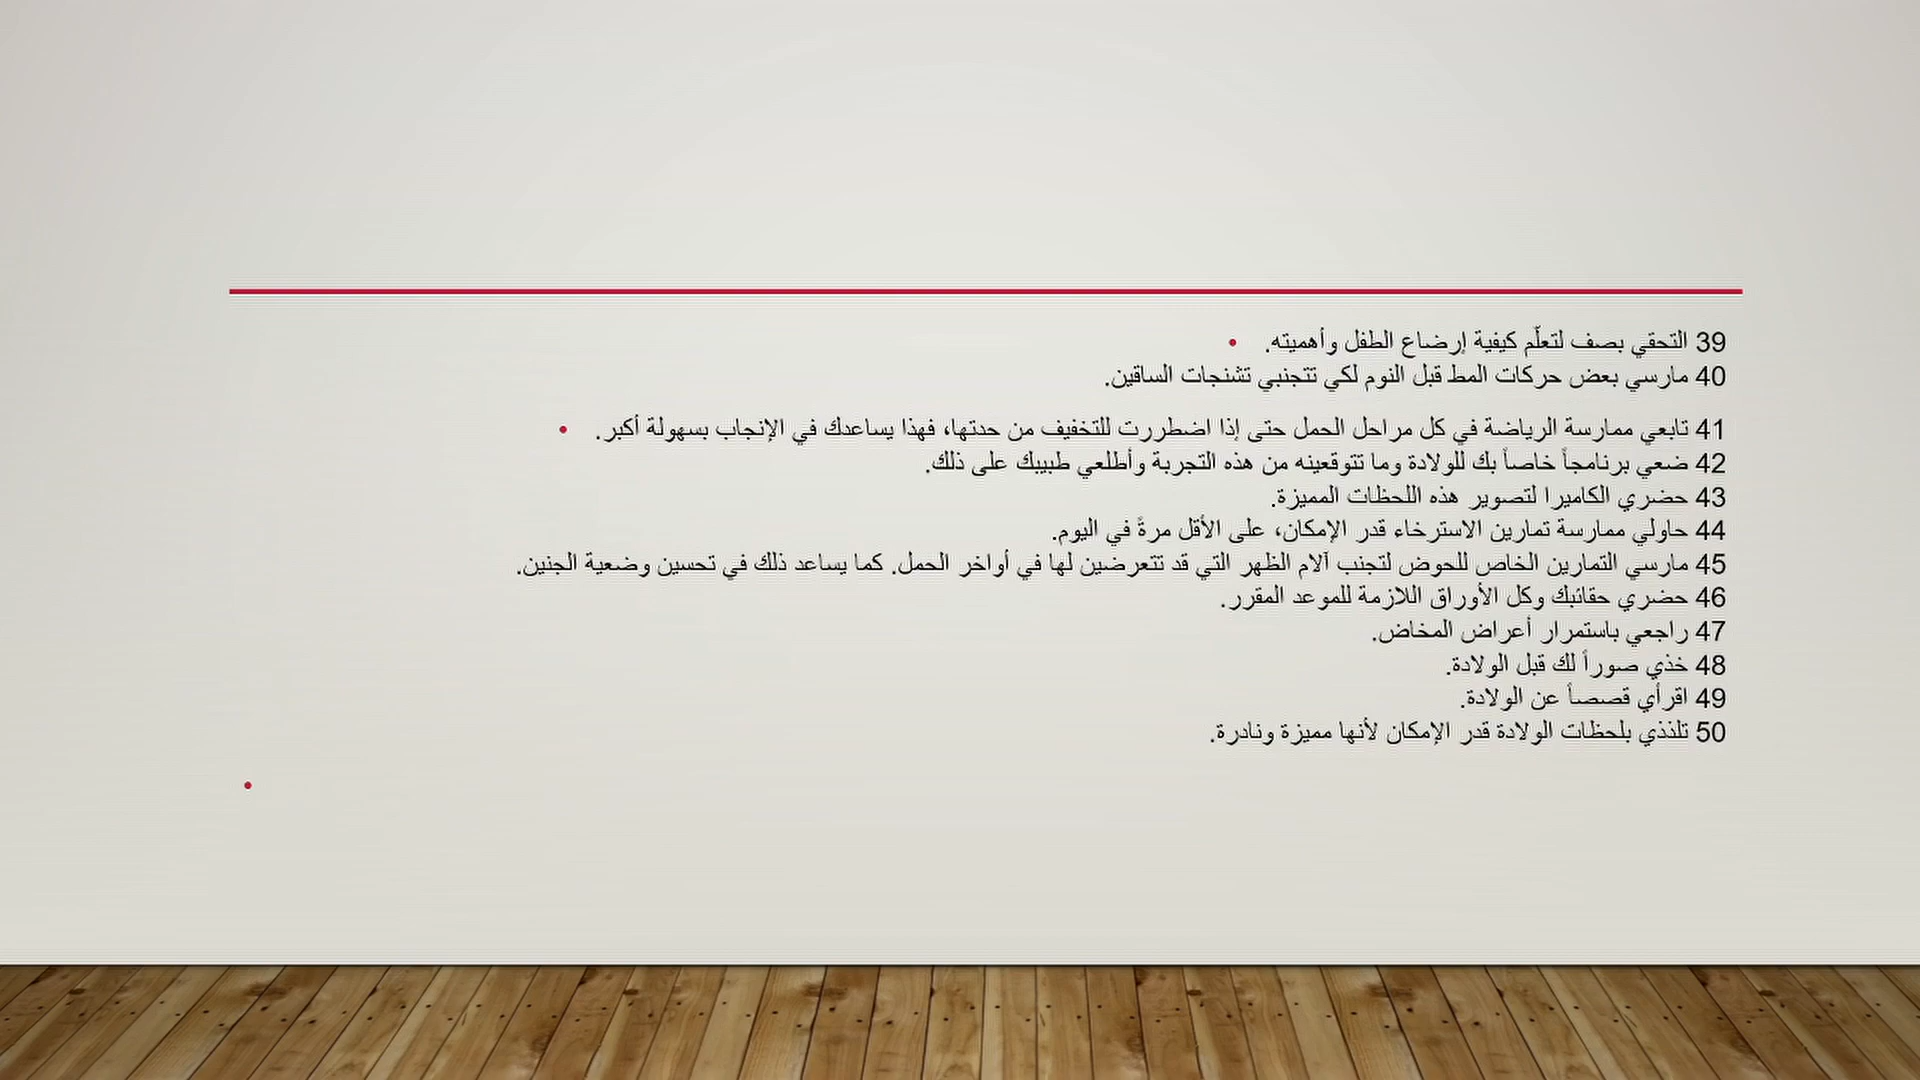 39 التحقي بصف لتعلّم كيفية إرضاع الطفل وأهميته.
40 مارسي بعض حركات المط قبل النوم لكي تتجنبي تشنجات الساقين.
41 تابعي ممارسة الرياضة في كل مراحل الحمل حتى إذا اضطررت للتخفيف من حدتها، فهذا يساعدك في الإنجاب بسهولة أكبر.
42 ضعي برنامجاً خاصاً بك للولادة وما تتوقعينه من هذه التجربة وأطلعي طبيبك على ذلك.
43 حضري الكاميرا لتصوير هذه اللحظات المميزة.
44 حاولي ممارسة تمارين الاسترخاء قدر الإمكان، على الأقل مرةً في اليوم.
45 مارسي التمارين الخاص للحوض لتجنب آلام الظهر التي قد تتعرضين لها في أواخر الحمل. كما يساعد ذلك في تحسين وضعية الجنين.
46 حضري حقائبك وكل الأوراق اللازمة للموعد المقرر.
47 راجعي باستمرار أعراض المخاض.
48 خذي صوراً لك قبل الولادة.
49 اقرأي قصصاً عن الولادة.
50 تلذذي بلحظات الولادة قدر الإمكان لأنها مميزة ونادرة.